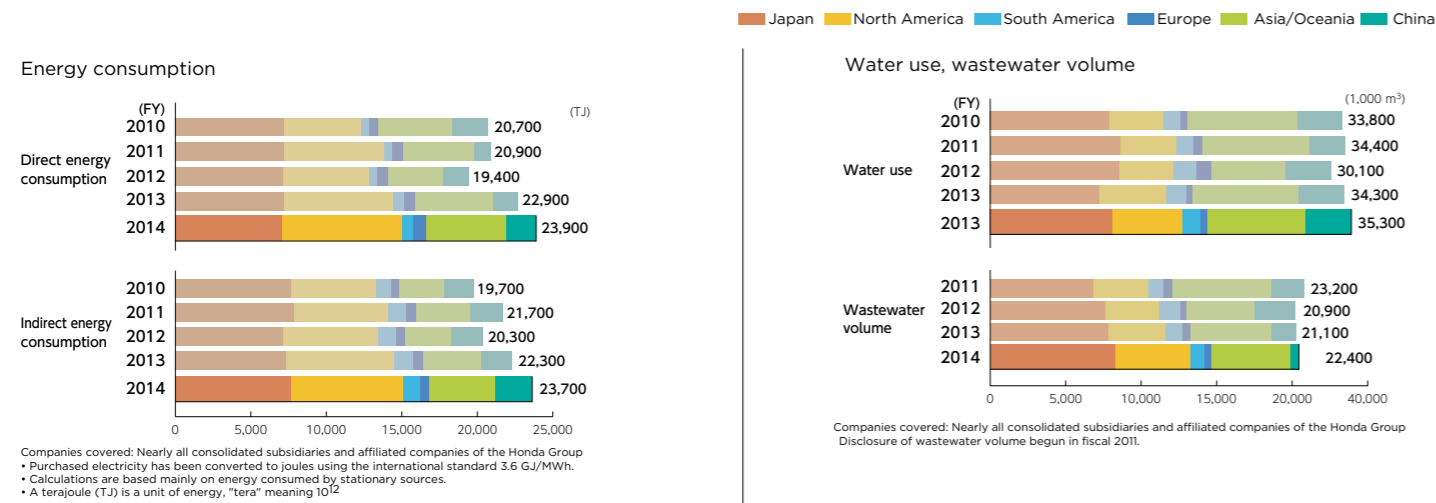 Japan North America South America Europe Asia/Oceania China
Energy consumption
(FY)
(TJ)
Direct energy
consumption
2010 20,700
2011 20,900
2012 19,400
2013 22,900
2014 23,900
Indirect energy
consumption
2010 19,700
2011 21,700
2012 20,300
2013 22,300
2014 23,700
0 5,000 10,000 15,000 20,000 25,000
Companies covered: Nearly all consolidated subsidiaries and affiliated companies of the Honda Group
• Purchased electricity has been converted to joules using the international standard 3.6 GJ/MWh.
• Calculations are based mainly on energy consumed by stationary sources.
• A terajoule (TJ) is a unit of energy, "tera" meaning 10¹²
Water use, wastewater volume
(FY)
(1,000 m³)
Water use
2010 33,800
2011 34,400
2012 30,100
2013 34,300
2013 35,300
Wastewater
volume
2011 23,200
2012 20,900
2013 21,100
2014 22,400
0 5,000 10,000 15,000 20,000 40,000
Companies covered: Nearly all consolidated subsidiaries and affiliated companies of the Honda Group
Disclosure of wastewater volume begun in fiscal 2011.